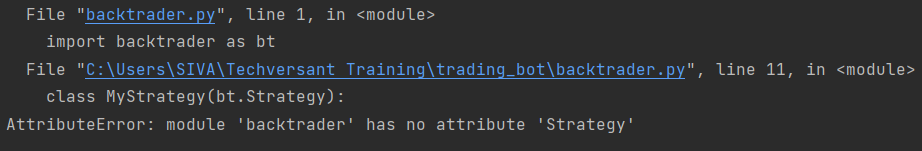 File "backtrader.py", line 1, in <module>
import backtrader as bt
File "C:\Users\SIVA\Techversant Training\trading_bot\backtrader.py", line 11, in <module>
class MyStrategy(bt.Strategy):
AttributeError: module 'backtrader' has no attribute 'Strategy'